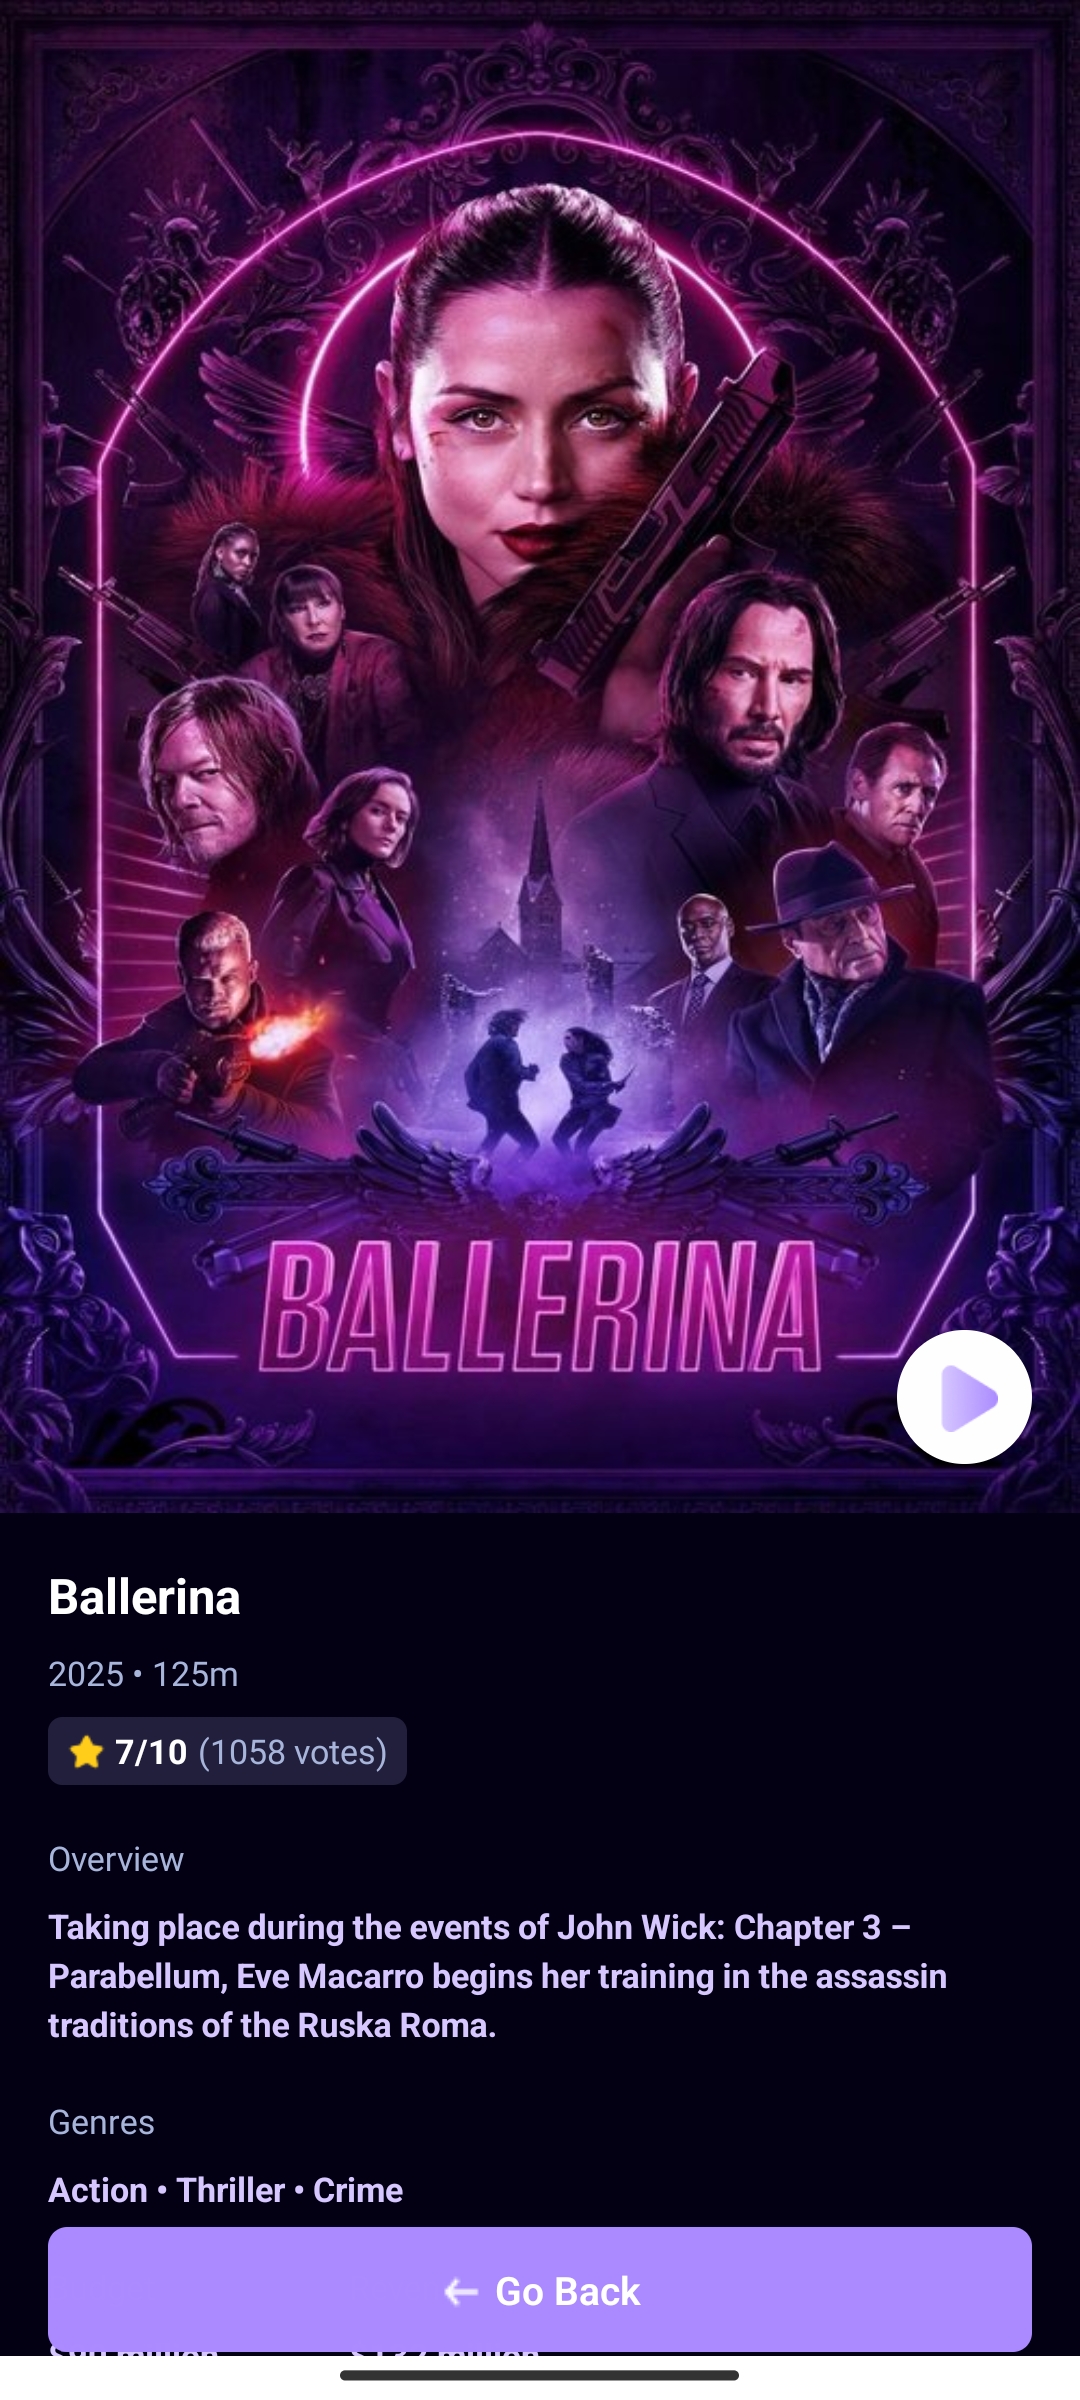 BALLERINA
Ballerina
2025 • 125m
7/10 (1058 votes)
Overview
Taking place during the events of John Wick: Chapter 3 –
Parabellum, Eve Macarro begins her training in the assassin
traditions of the Ruska Roma.
Genres
Action • Thriller • Crime
← Go Back